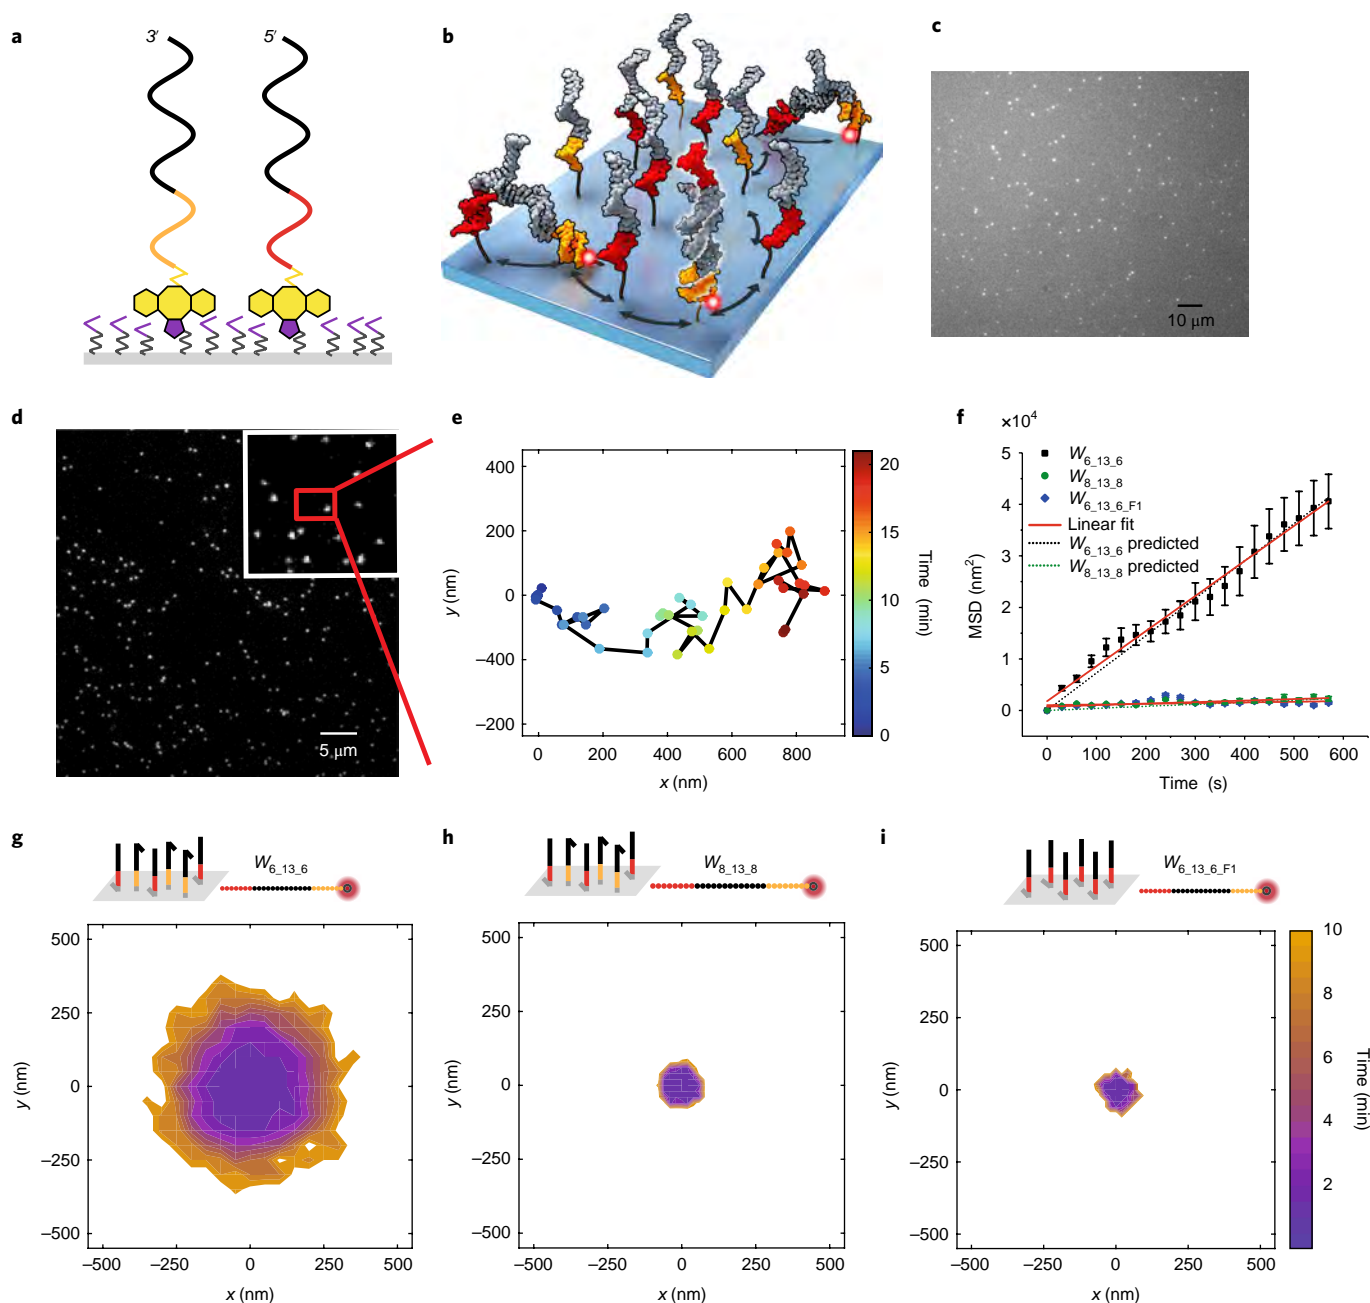 a
3′
5′
b
c
10 μm
d
5 μm
e
450
200
0
−400
−200
0
200
400
600
800
y (nm)
x (nm)
20
15
10
5
0
Time (min)
f
×10⁴
5
4
3
2
1
0
MSD (nm²)
W6_13_6
W8_13_8
W6_13_6_F1
Linear fit
W6_13_6 predicted
W8_13_8 predicted
0
100
200
300
400
500
600
Time (s)
g
W6_13_6
500
250
0
−250
−500
y (nm)
−500
−250
0
250
500
x (nm)
h
W8_13_8
500
250
0
−250
−500
y (nm)
−500
−250
0
250
500
x (nm)
i
W6_13_6_F1
500
250
0
−250
−500
y (nm)
−500
−250
0
250
500
x (nm)
10
8
6
4
2
Time (min)